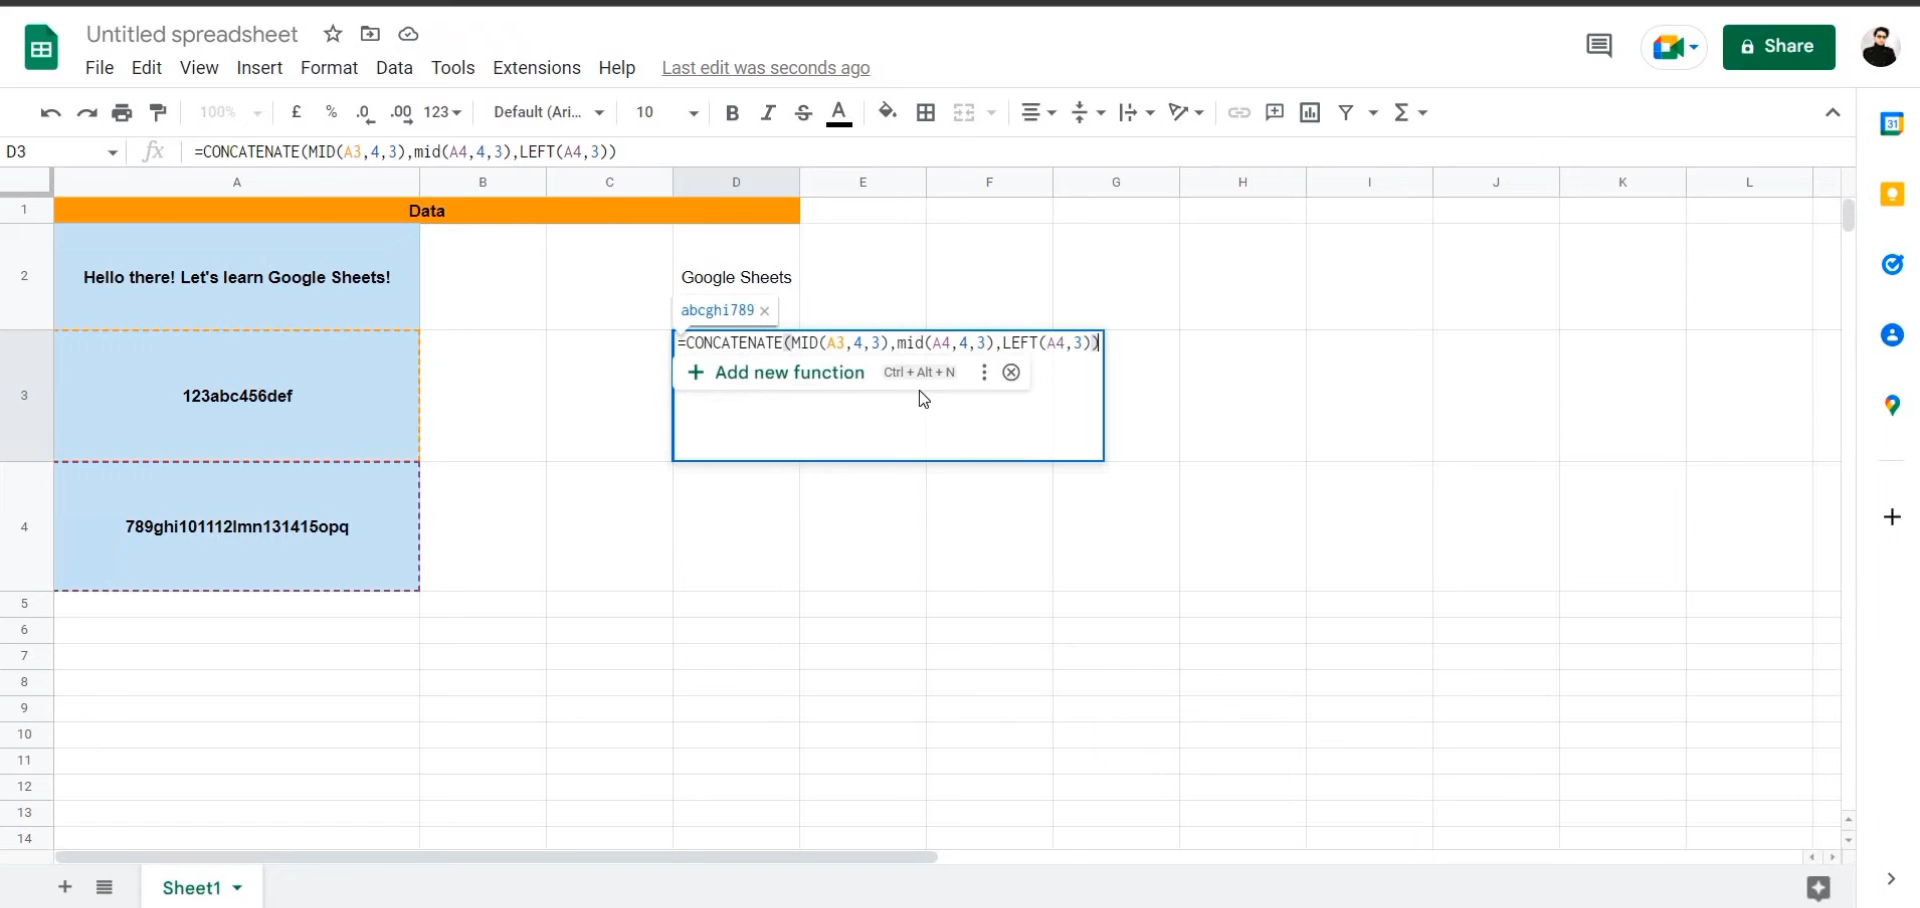 Untitled spreadsheet
File Edit View Insert Format Data Tools Extensions Help Last edit was seconds ago
Share
100% £ % .0 .00 123 Default (Ari... 10 B I S A Σ
31
D3 fx =CONCATENATE(MID(A3,4,3),mid(A4,4,3),LEFT(A4,3))
A B C D E F G H I J K L
1 Data
2 Hello there! Let's learn Google Sheets! Google Sheets
abcghi789 ×
=CONCATENATE(MID(A3,4,3),mid(A4,4,3),LEFT(A4,3))
+ Add new function Ctrl + Alt + N
3 123abc456def
4 789ghi101112lmn131415opq
5
6
7
8
9
10
11
12
13
14
Sheet1